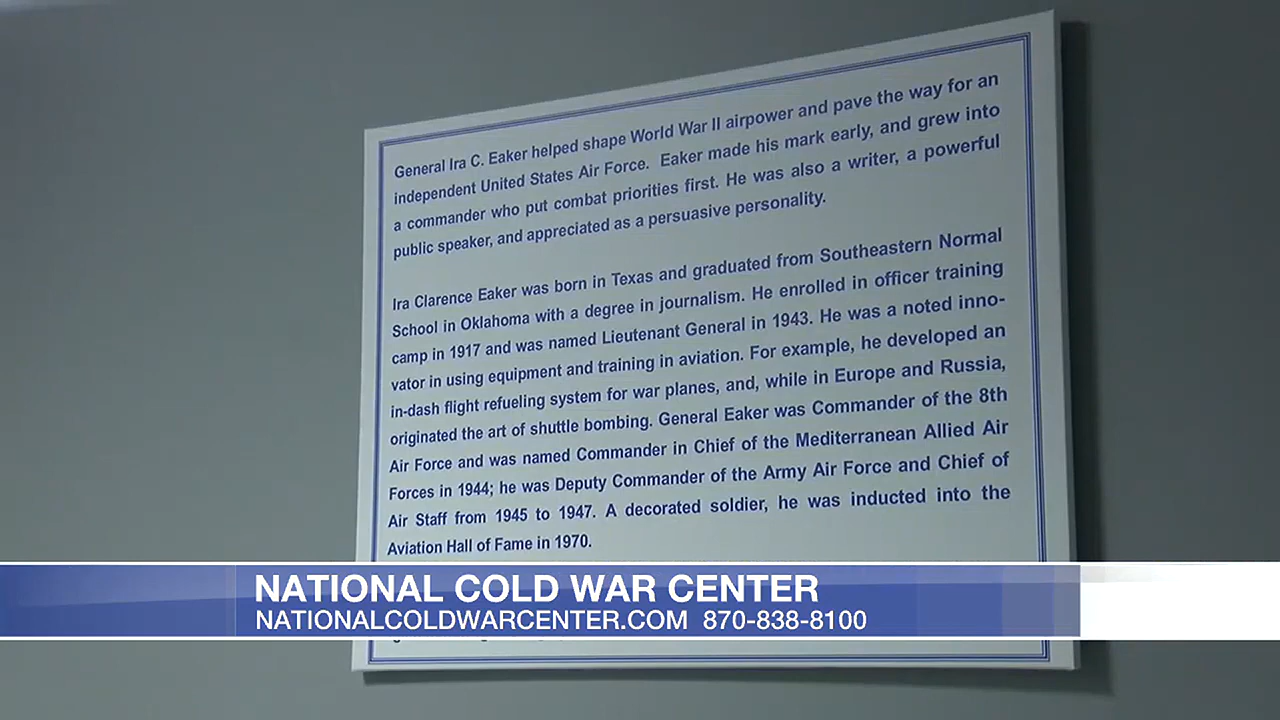 General Ira C. Eaker helped shape World War II airpower and pave the way for an
independent United States Air Force. Eaker made his mark early, and grew into
a commander who put combat priorities first. He was also a writer, a powerful
public speaker, and appreciated as a persuasive personality.
Ira Clarence Eaker was born in Texas and graduated from Southeastern Normal
School in Oklahoma with a degree in journalism. He enrolled in officer training
camp in 1917 and was named Lieutenant General in 1943. He was a noted inno-
vator in using equipment and training in aviation. For example, he developed an
in-dash flight refueling system for war planes, and, while in Europe and Russia,
originated the art of shuttle bombing. General Eaker was Commander of the 8th
Air Force and was named Commander in Chief of the Mediterranean Allied Air
Forces in 1944; he was Deputy Commander of the Army Air Force and Chief of
Air Staff from 1945 to 1947. A decorated soldier, he was inducted into the
Aviation Hall of Fame in 1970.
NATIONAL COLD WAR CENTER
NATIONALCOLDWARCENTER.COM 870-838-8100